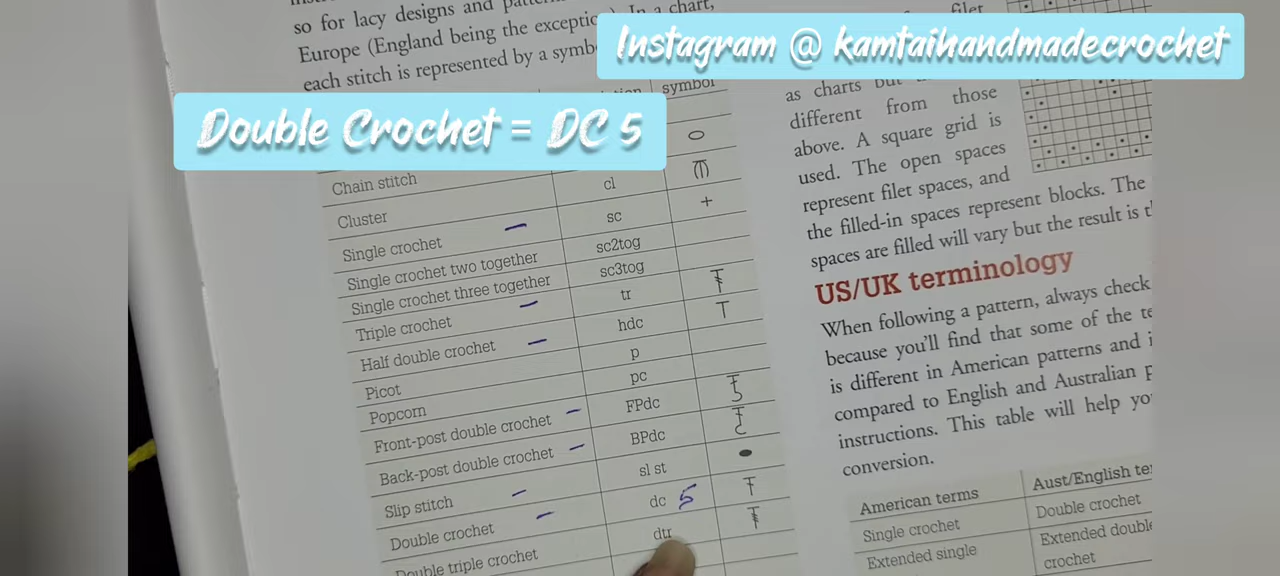 so for lacy designs and
Europe (England being the exceptio
In a chart,
each stitch is represented by a symb
Instagram @ kamtaihandmadecrochet
Double Crochet = DC 5
symbol
Chain stitch
Cluster cl
Single crochet sc +
Single crochet two together sc2tog
Single crochet three together sc3tog
Triple crochet tr
Half double crochet hdc
Picot p
Popcorn pc
Front-post double crochet FPdc
Back-post double crochet BPdc
Slip stitch sl st
Double crochet dc 5
Double triple crochet dtr
filet
as charts but
different from those
above. A square grid is
used. The open spaces
represent filet spaces, and
the filled-in spaces represent blocks. The
spaces are filled will vary but the result is
US/UK terminology
When following a pattern, always check
because you'll find that some of the
is different in American patterns and
compared to English and Australian
instructions. This table will help
conversion.
American terms Aust/English
Single crochet Double crochet
Extended single Extended double
crochet